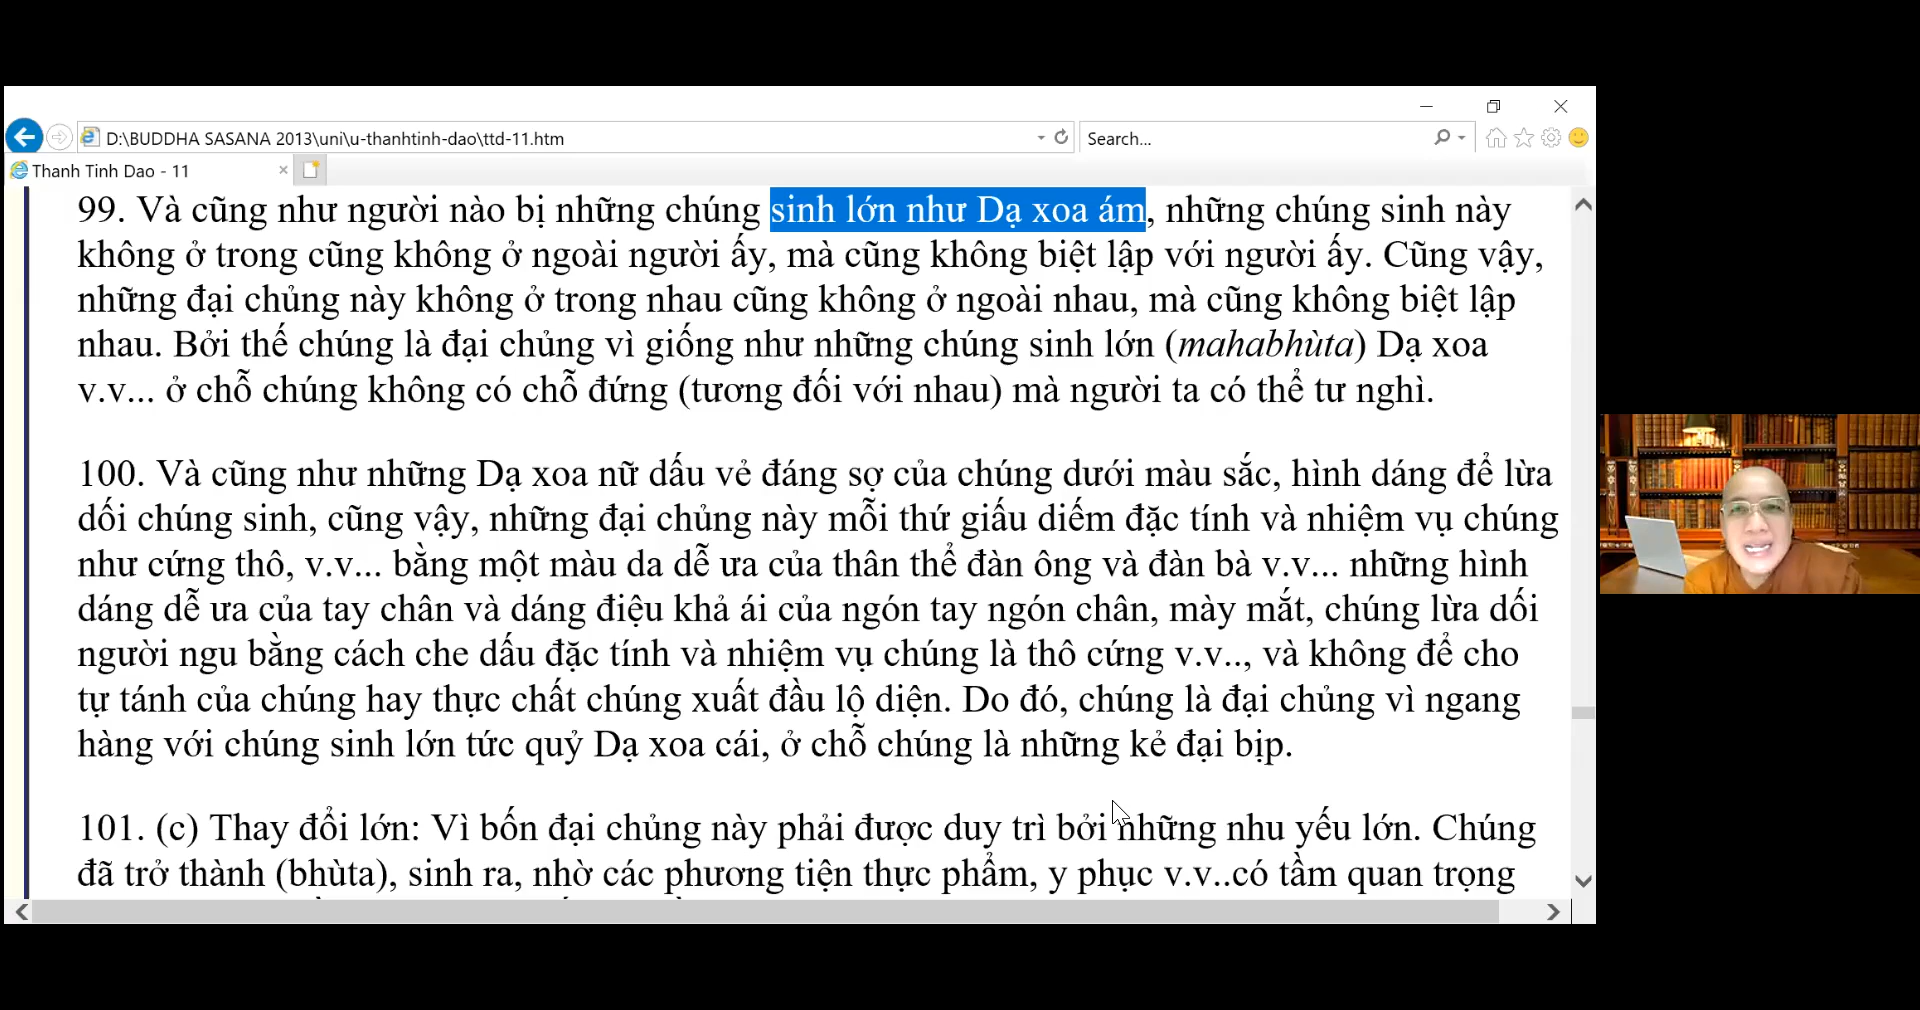 D:\BUDDHA SASANA 2013\uni\u-thanhtinh-dao\ttd-11.htm
Search...
Thanh Tinh Dao - 11
99. Và cũng như người nào bị những chúng sinh lớn như Dạ xoa ám, những chúng sinh này
không ở trong cũng không ở ngoài người ấy, mà cũng không biệt lập với người ấy. Cũng vậy,
những đại chủng này không ở trong nhau cũng không ở ngoài nhau, mà cũng không biệt lập
nhau. Bởi thế chúng là đại chủng vì giống như những chúng sinh lớn (mahabhùta) Dạ xoa
v.v... ở chỗ chúng không có chỗ đứng (tương đối với nhau) mà người ta có thể tư nghì.
100. Và cũng như những Dạ xoa nữ dấu vẻ đáng sợ của chúng dưới màu sắc, hình dáng để lừa
dối chúng sinh, cũng vậy, những đại chủng này mỗi thứ giấu diếm đặc tính và nhiệm vụ chúng
như cứng thô, v.v... bằng một màu da dễ ưa của thân thể đàn ông và đàn bà v.v... những hình
dáng dễ ưa của tay chân và dáng điệu khả ái của ngón tay ngón chân, mày mắt, chúng lừa dối
người ngu bằng cách che dấu đặc tính và nhiệm vụ chúng là thô cứng v.v.., và không để cho
tự tánh của chúng hay thực chất chúng xuất đầu lộ diện. Do đó, chúng là đại chủng vì ngang
hàng với chúng sinh lớn tức quỷ Dạ xoa cái, ở chỗ chúng là những kẻ đại bịp.
101. (c) Thay đổi lớn: Vì bốn đại chủng này phải được duy trì bởi những nhu yếu lớn. Chúng
đã trở thành (bhùta), sinh ra, nhờ các phương tiện thực phẩm, y phục v.v..có tầm quan trọng